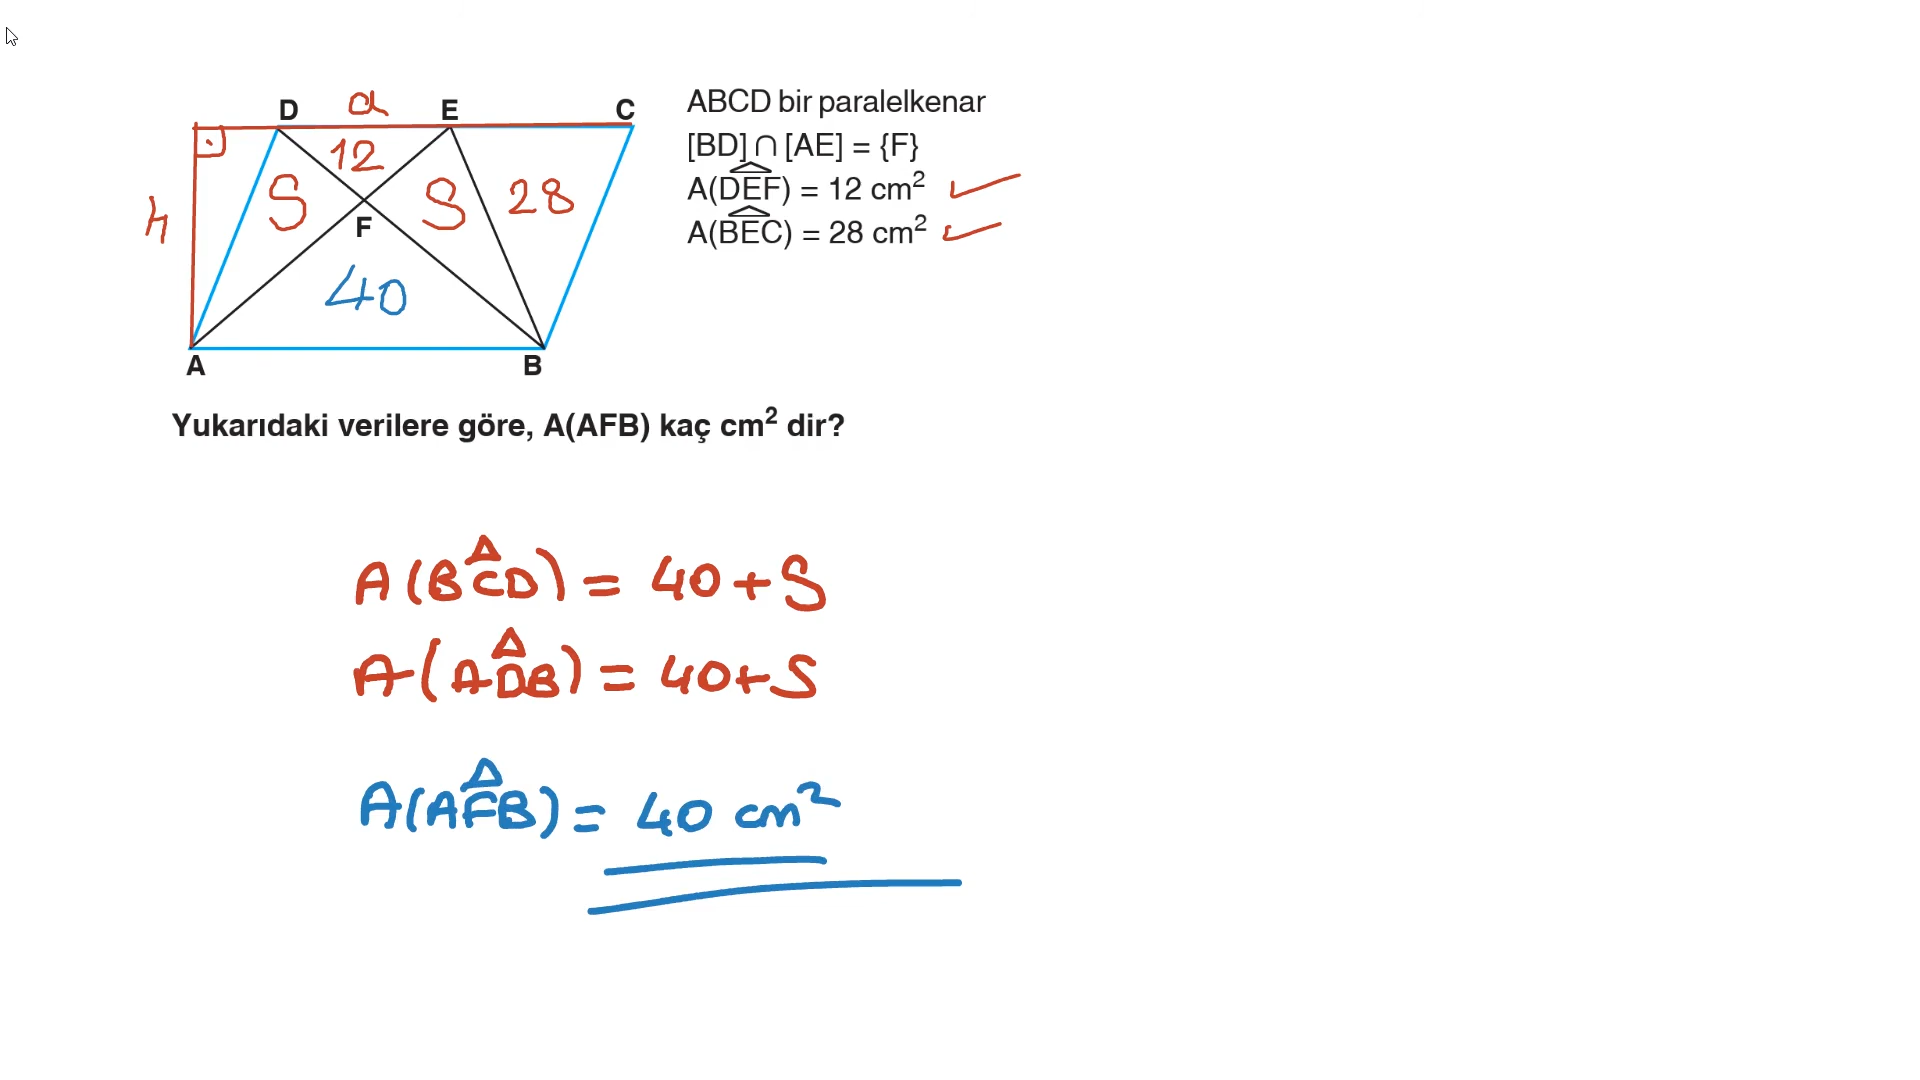 D a E C
12
S S 28
h
F
40
A B
ABCD bir paralelkenar
[BD] ∩ [AE] = {F}
A(DEF) = 12 cm²
A(BEC) = 28 cm²
Yukarıdaki verilere göre, A(AFB) kaç cm² dir?
A(BCD) = 40 + S
A(ADB) = 40 + S
A(AFB) = 40 cm²